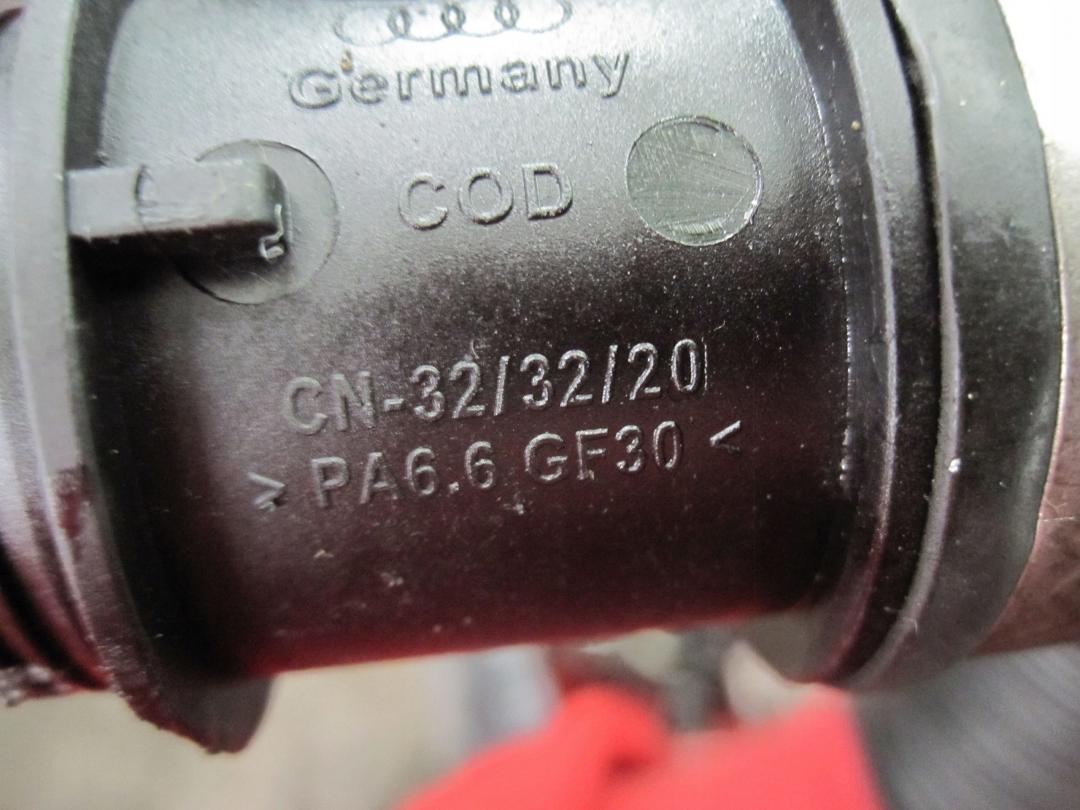 Germany
COD
CN-32/32/20
> PA6.6 GF30 <